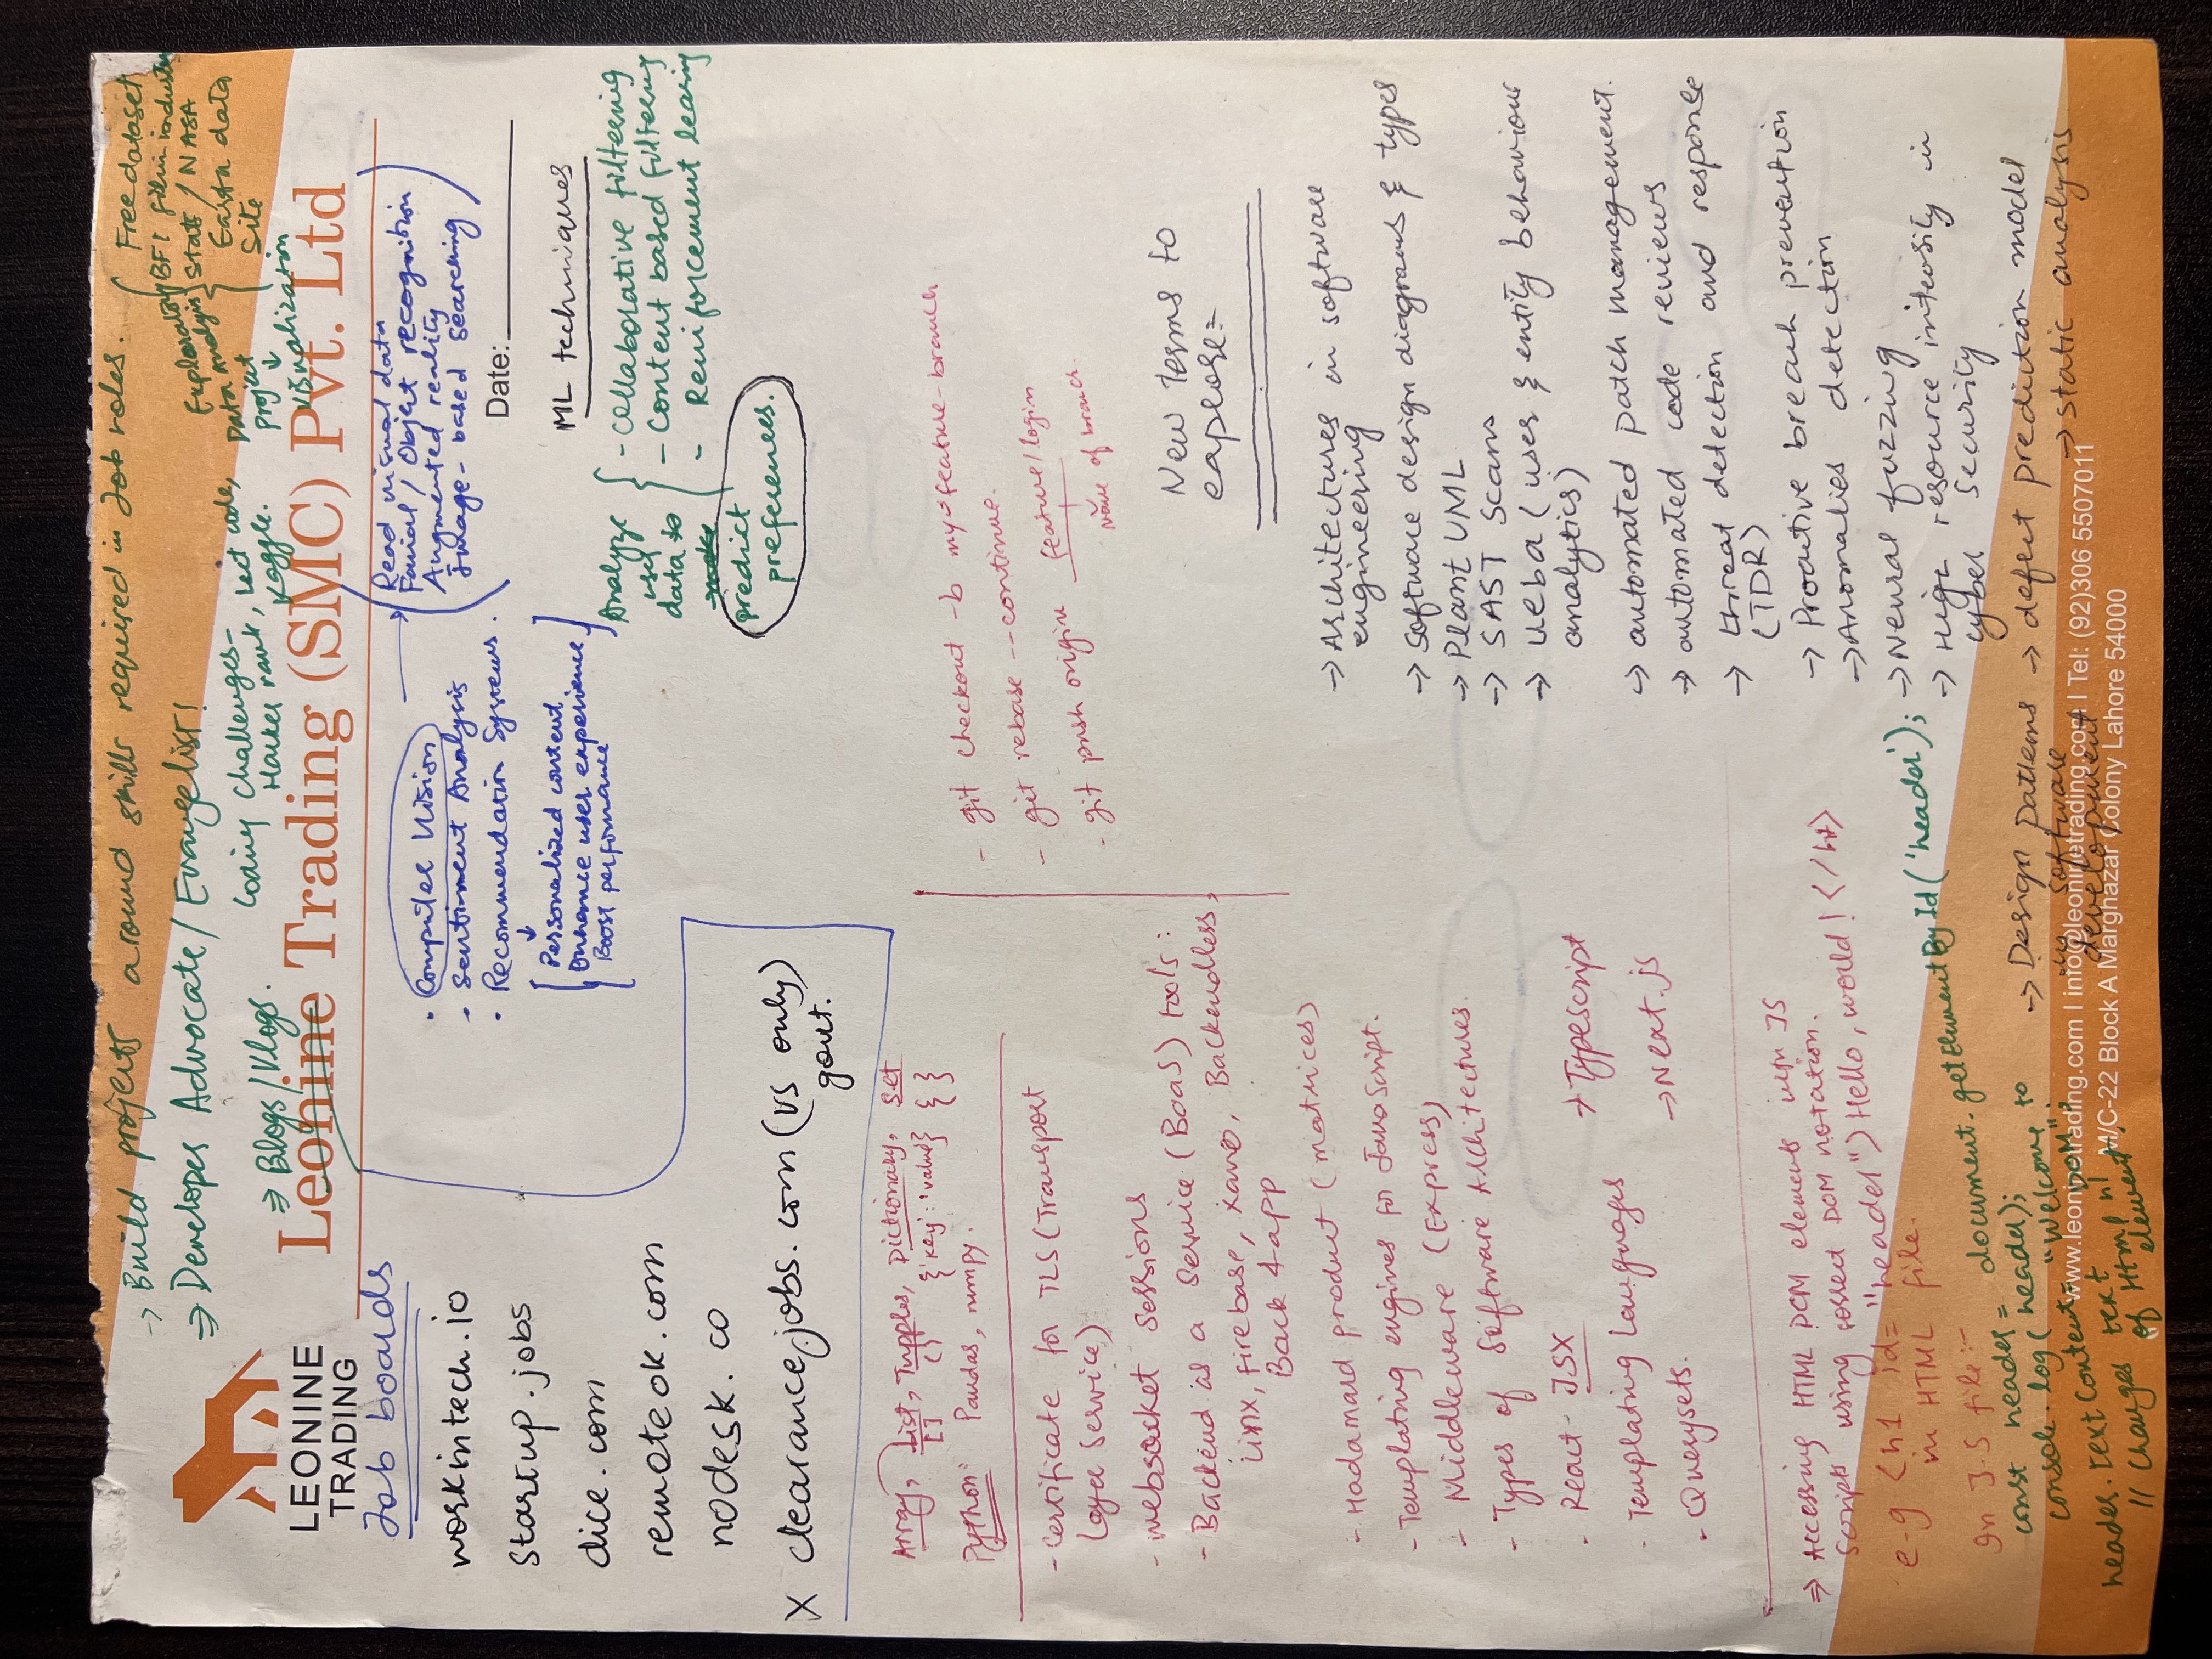 → Build projects around skills required in Job roles.
⇒ Developer Advocate / Evangelist!
⇒ Blogs/Vlogs.
Coding challenges-
Hacker rank, Leet code,
Kaggle.
Exploratory
Data analysis
project
↓
visualization
Free dataset
BFI film industry
State / NASA
Earth data
Site
LEONINE
TRADING
Leonine Trading (SMC) Pvt. Ltd
Date:
Job boards
workintech.io
startup.jobs
dice.com
remoteok.com
nodesk.co
X clearancejobs.com (US only)
gout.
· Computer Vision →
Read visual data
Facial / Object recognition
Augmented reality
image-based searching
· Sentiment Analysis
· Recommendation Systems.
↓
Personalized content
Enhance user experience
Boost performance
Analyze
user
data to
predict
preferences.
ML techniques
- Collaborative filtering
- Content based filtering
- Reniforcement learing
Array, List, Tupples, Dictionary, Set
[] () {'key':'value'} { }
Python: Pandas, numpy.
- Certificate for TLS (Transport
layer service)
- websocket sessions
- Backend as a Service (BaaS) tools:
firebase, xano, Backendless,
Back 4 app
- Hadamard product (matrices)
- Templating engines for JavaScript.
- Middleware (Express)
- Types of Software Architectures.
- React - JSX
- Templating languages
- Querysets.
→ Typescript
→ Next.js
- git checkout -b my-feature-branch.
- git rebase --continue.
- git push origin feature/login
name of branch
New terms to
explore:-
→ Architectures in software
engineering
→ Software design diagrams & types
→ Plant UML
→ SAST Scans
→ ueba (user & entity behaviour
analytics)
→ automated patch management.
→ automated code reviews
→ threat detection and response
(TDR)
→ Proactive breach prevention
→ Anomalies detection
→ Neural fuzzing
→ High resource intensity in
cyber security
→ Design patterns
in software
development
→ defect prediction model
→ static analysis
⇒ Accessing HTML DOM elements with JS
Script using DOM notation.
e-g <h1 id= "header") Hello, world! </h1>
in HTML file.
In J.S file:-
const header = document.getElementById('header');
console.log(header);
header.textContent = "Welcome to
DOM";
// Changes text n!
of Html element
www.leoninetrading.com I info@leoninetrading.com I Tel: (92)306 5507011
M/C-22 Block A Marghazar Colony Lahore 54000